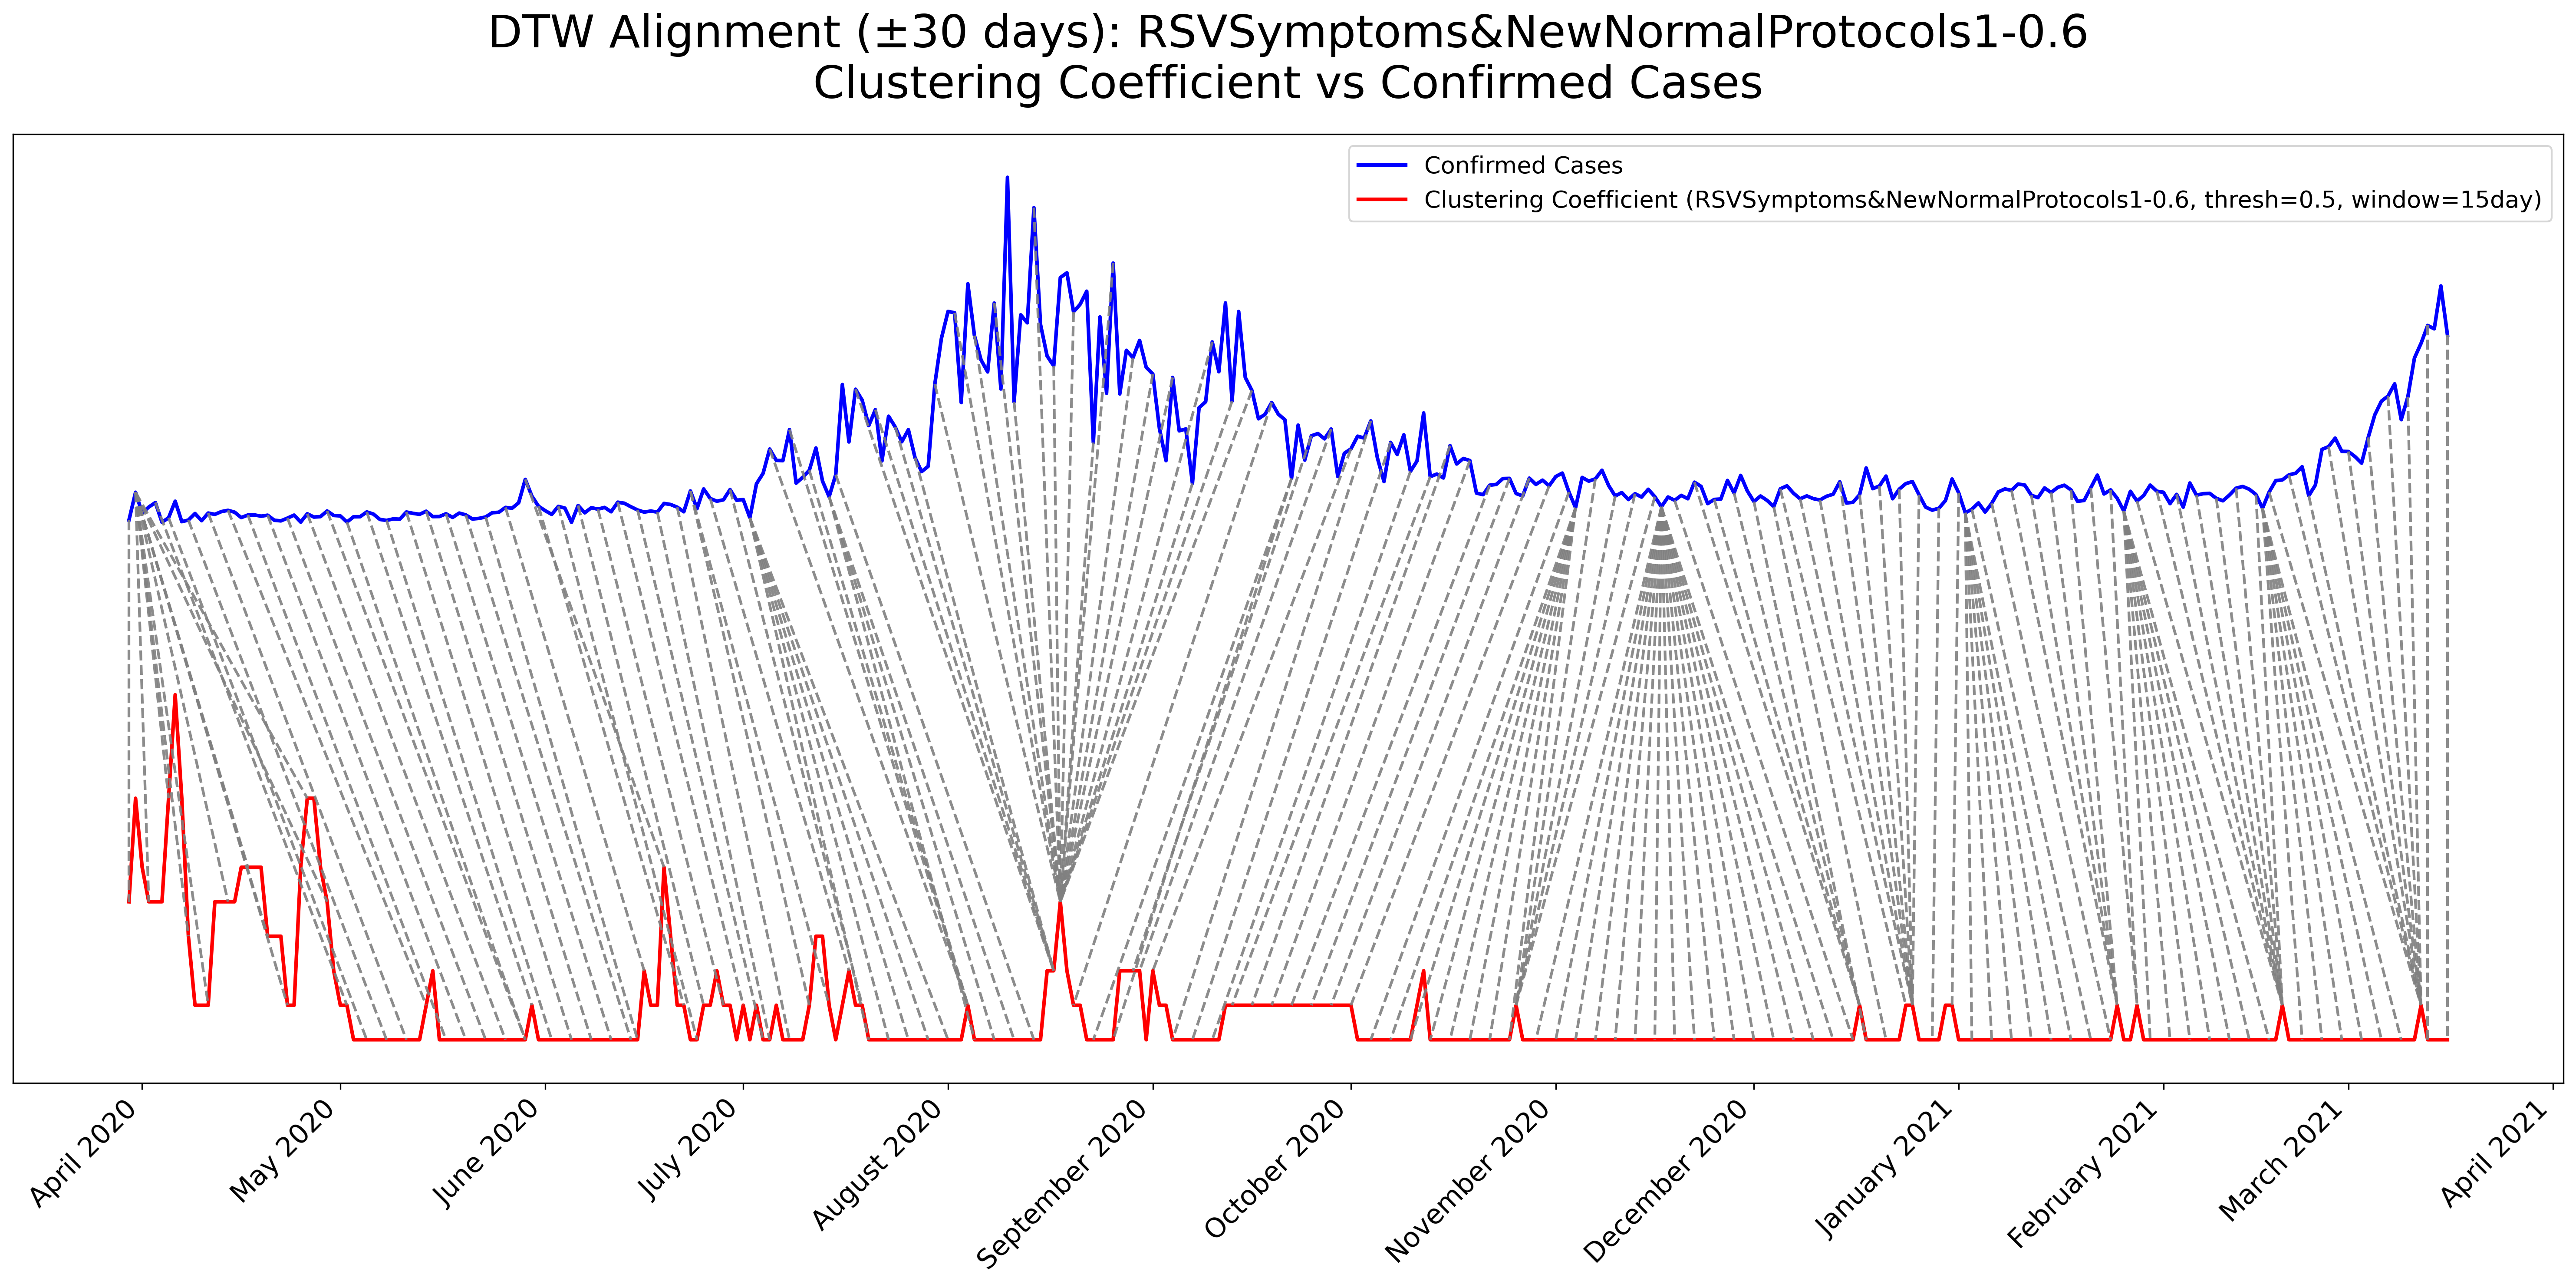 DTW Alignment (±30 days): RSVSymptoms&NewNormalProtocols1-0.6
Clustering Coefficient vs Confirmed Cases
Confirmed Cases
Clustering Coefficient (RSVSymptoms&NewNormalProtocols1-0.6, thresh=0.5, window=15day)
April 2020
May 2020
June 2020
July 2020
August 2020
September 2020
October 2020
November 2020
December 2020
January 2021
February 2021
March 2021
April 2021